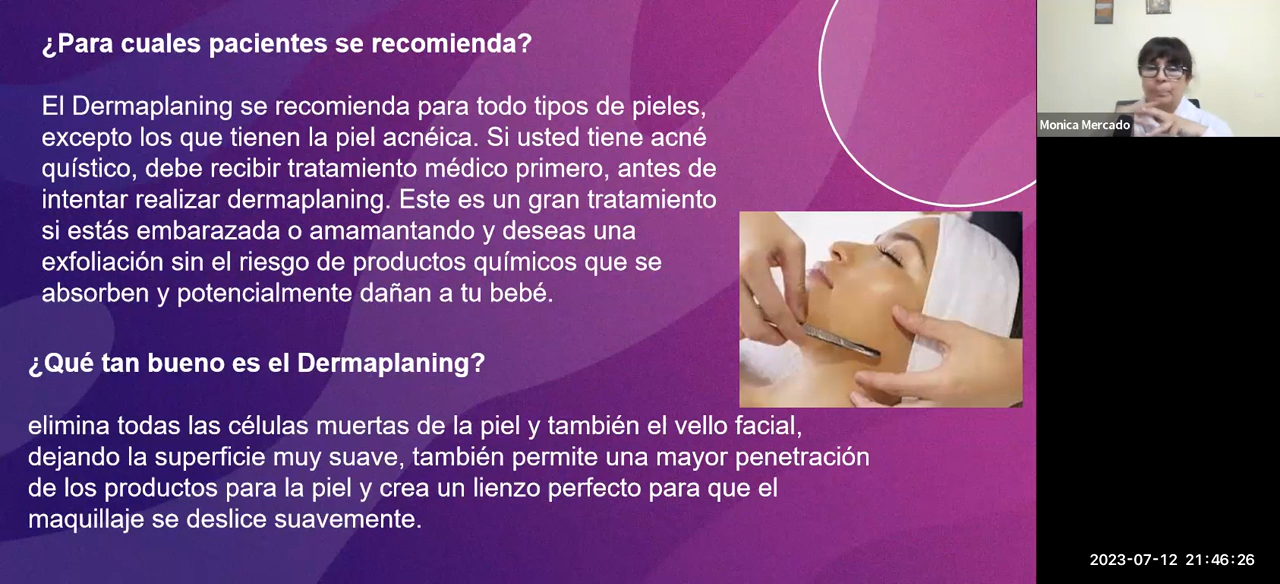 ¿Para cuales pacientes se recomienda?
El Dermaplaning se recomienda para todo tipos de pieles,
excepto los que tienen la piel acnéica. Si usted tiene acné
quístico, debe recibir tratamiento médico primero, antes de
intentar realizar dermaplaning. Este es un gran tratamiento
si estás embarazada o amamantando y deseas una
exfoliación sin el riesgo de productos químicos que se
absorben y potencialmente dañan a tu bebé.
¿Qué tan bueno es el Dermaplaning?
elimina todas las células muertas de la piel y también el vello facial,
dejando la superficie muy suave, también permite una mayor penetración
de los productos para la piel y crea un lienzo perfecto para que el
maquillaje se deslice suavemente.
Monica Mercado
2023-07-12 21:46:26